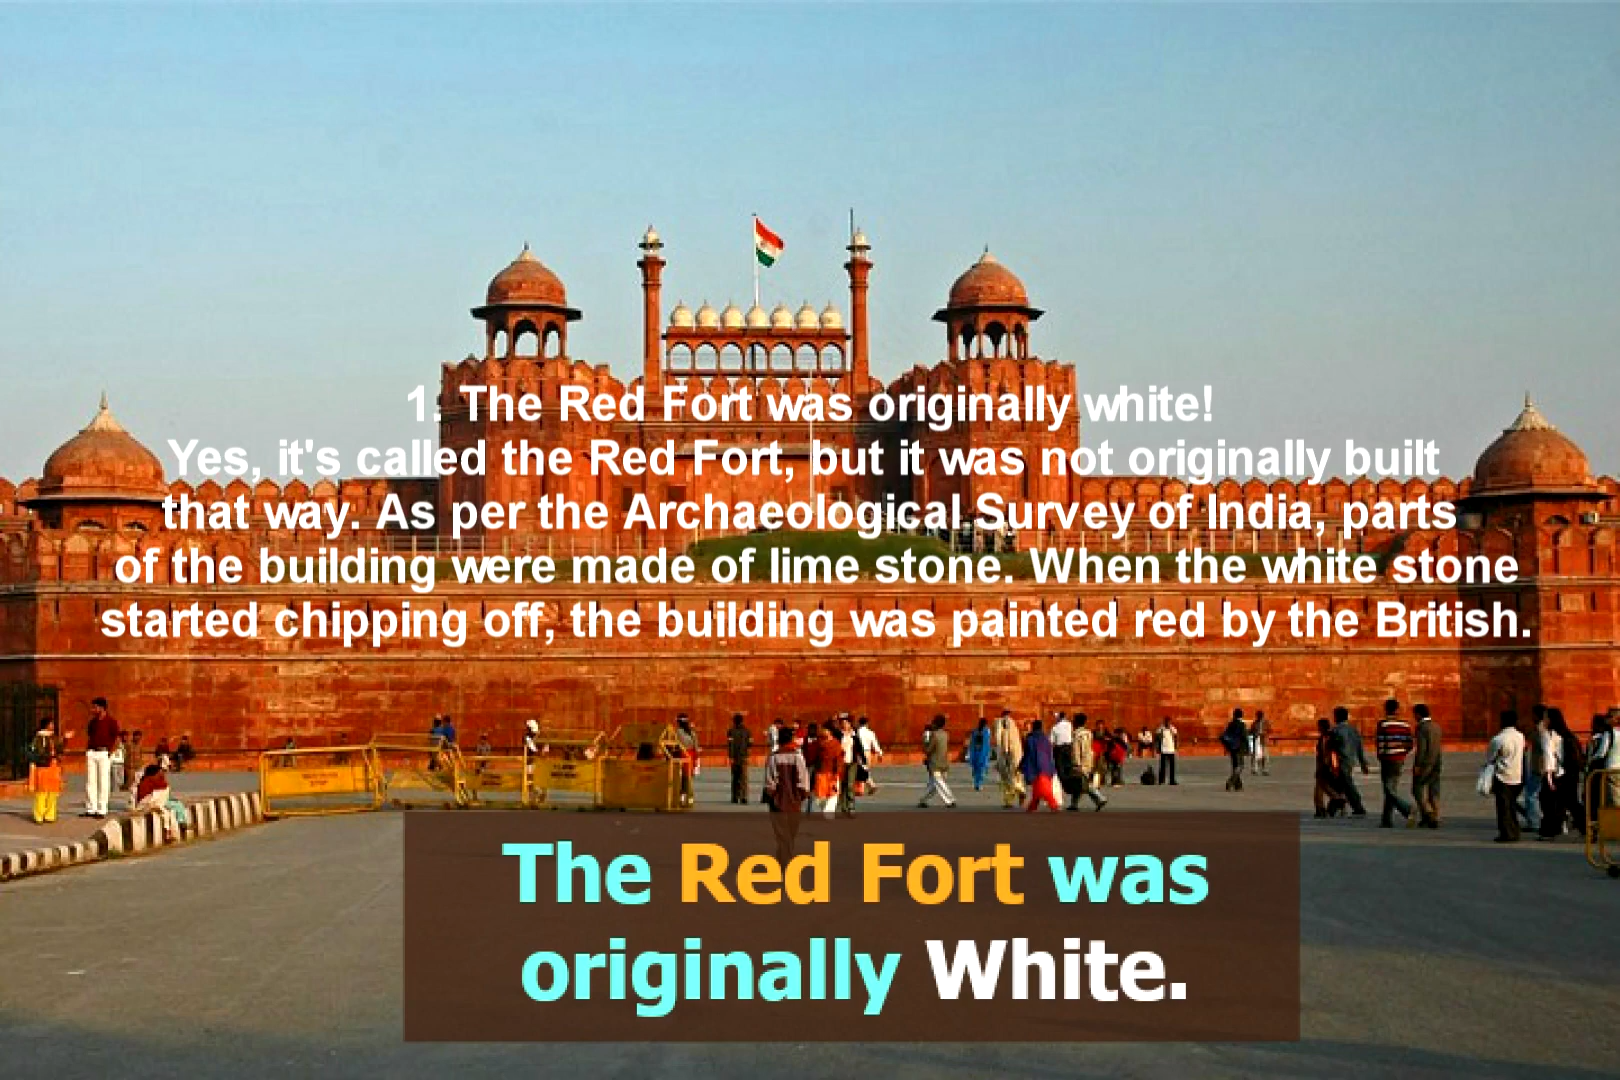 1. The Red Fort was originally white!
Yes, it's called the Red Fort, but it was not originally built
that way. As per the Archaeological Survey of India, parts
of the building were made of lime stone. When the white stone
started chipping off, the building was painted red by the British.
The Red Fort was
originally White.